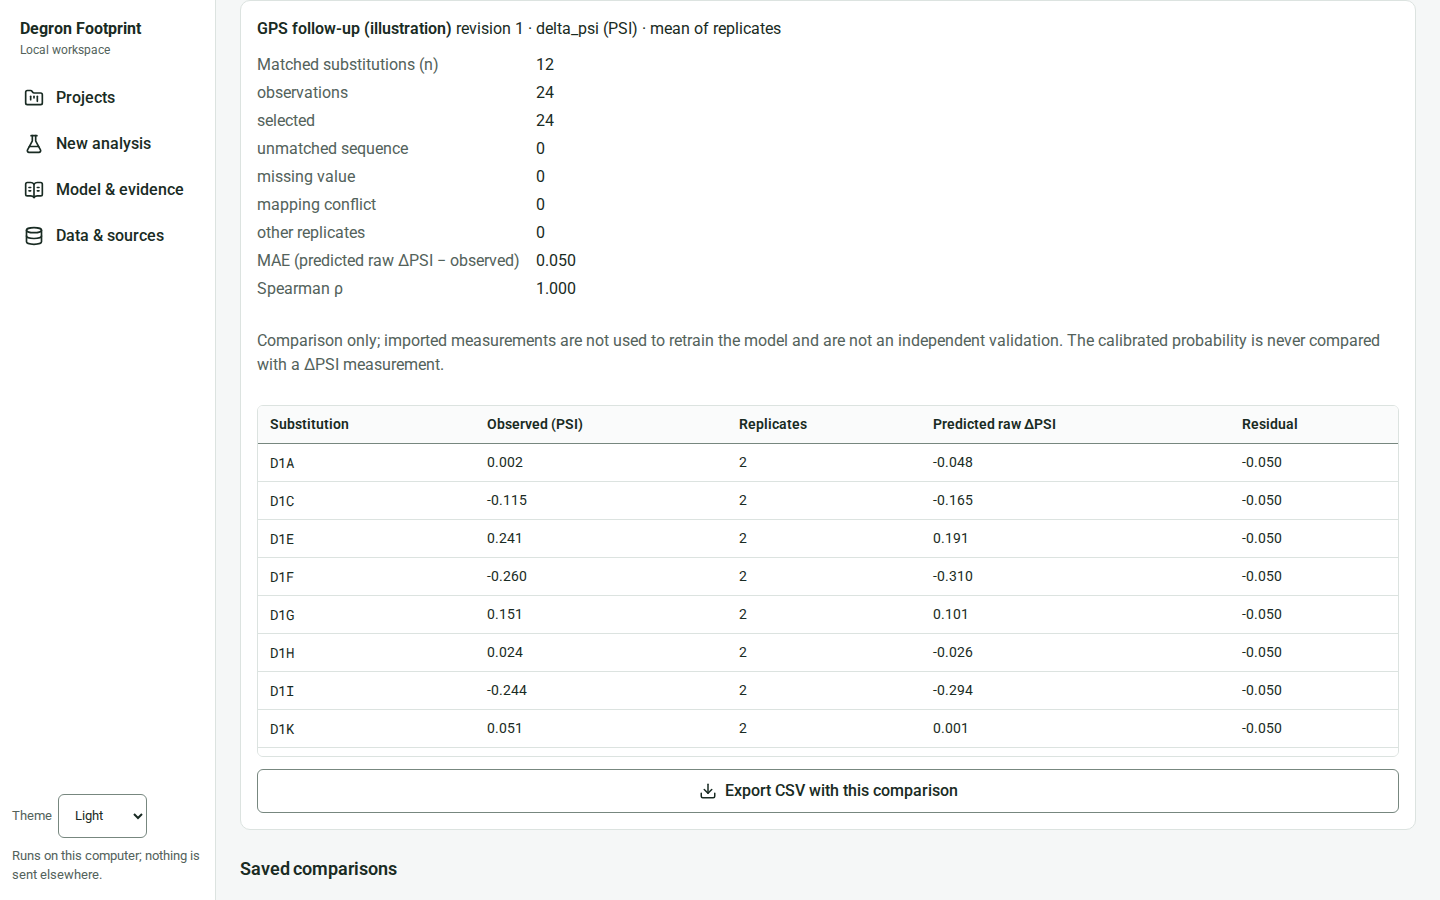 Degron Footprint
Local workspace
Projects
New analysis
Model & evidence
Data & sources
Theme Light
Runs on this computer; nothing is
sent elsewhere.
GPS follow-up (illustration) revision 1 · delta_psi (PSI) · mean of replicates
Matched substitutions (n) 12
observations 24
selected 24
unmatched sequence 0
missing value 0
mapping conflict 0
other replicates 0
MAE (predicted raw ΔPSI − observed) 0.050
Spearman ρ 1.000
Comparison only; imported measurements are not used to retrain the model and are not an independent validation. The calibrated probability is never compared
with a ΔPSI measurement.
Substitution Observed (PSI) Replicates Predicted raw ΔPSI Residual
D1A 0.002 2 -0.048 -0.050
D1C -0.115 2 -0.165 -0.050
D1E 0.241 2 0.191 -0.050
D1F -0.260 2 -0.310 -0.050
D1G 0.151 2 0.101 -0.050
D1H 0.024 2 -0.026 -0.050
D1I -0.244 2 -0.294 -0.050
D1K 0.051 2 0.001 -0.050
Export CSV with this comparison
Saved comparisons